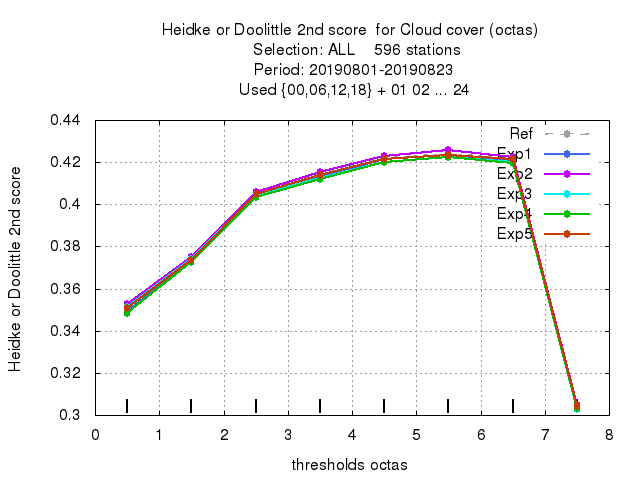 Heidke or Doolittle 2nd score for Cloud cover (octas)
Selection: ALL 596 stations
Period: 20190801-20190823
Used {00,06,12,18} + 01 02 ... 24
0.44
0.42
0.4
0.38
0.36
0.34
0.32
0.3
Heidke or Doolittle 2nd score
Ref
Exp1
Exp2
Exp3
Exp4
Exp5
0 1 2 3 4 5 6 7 8
thresholds octas